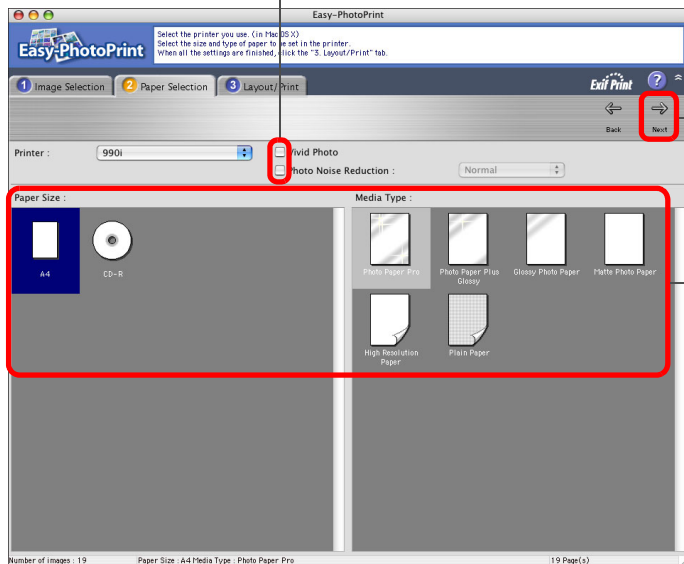 Easy-PhotoPrint
Easy-PhotoPrint
Select the printer you use. (in Mac OS X)
Select the size and type of paper to be set in the printer.
When all the settings are finished, click the "3. Layout/Print" tab.
1 Image Selection
2 Paper Selection
3 Layout/Print
Exif Print
?
Back
Next
Printer :
990i
Vivid Photo
Photo Noise Reduction :
Normal
Paper Size :
Media Type :
A4
CD-R
Photo Paper Pro
Photo Paper Plus
Glossy
Glossy Photo Paper
Matte Photo Paper
High Resolution
Paper
Plain Paper
Number of images : 19
Paper Size : A4 Media Type : Photo Paper Pro
19 Page(s)